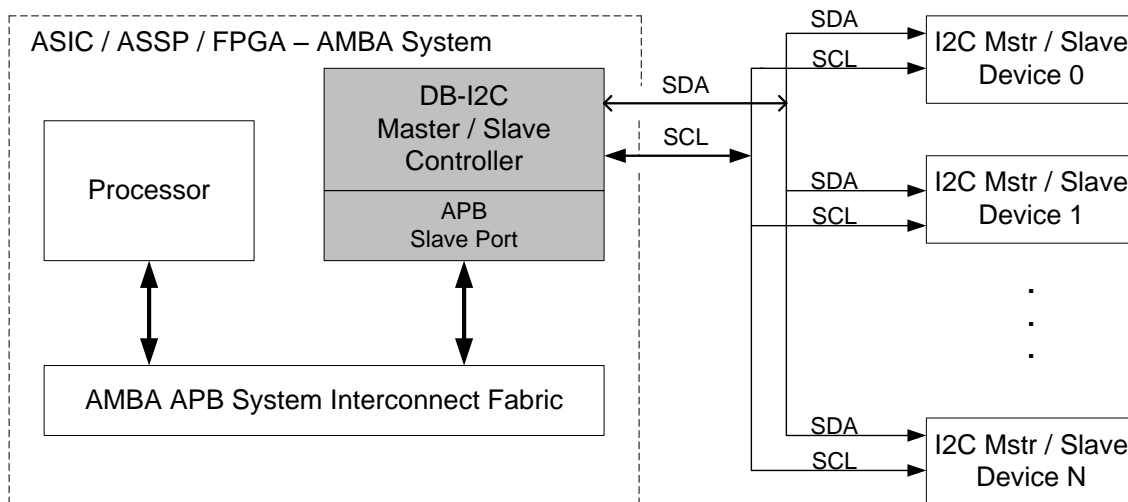 ASIC / ASSP / FPGA – AMBA System
Processor
DB-I2C
Master / Slave
Controller
APB
Slave Port
AMBA APB System Interconnect Fabric
SDA
SCL
SDA
SCL
I2C Mstr / Slave
Device 0
SDA
SCL
I2C Mstr / Slave
Device 1
.
.
.
SDA
SCL
I2C Mstr / Slave
Device N